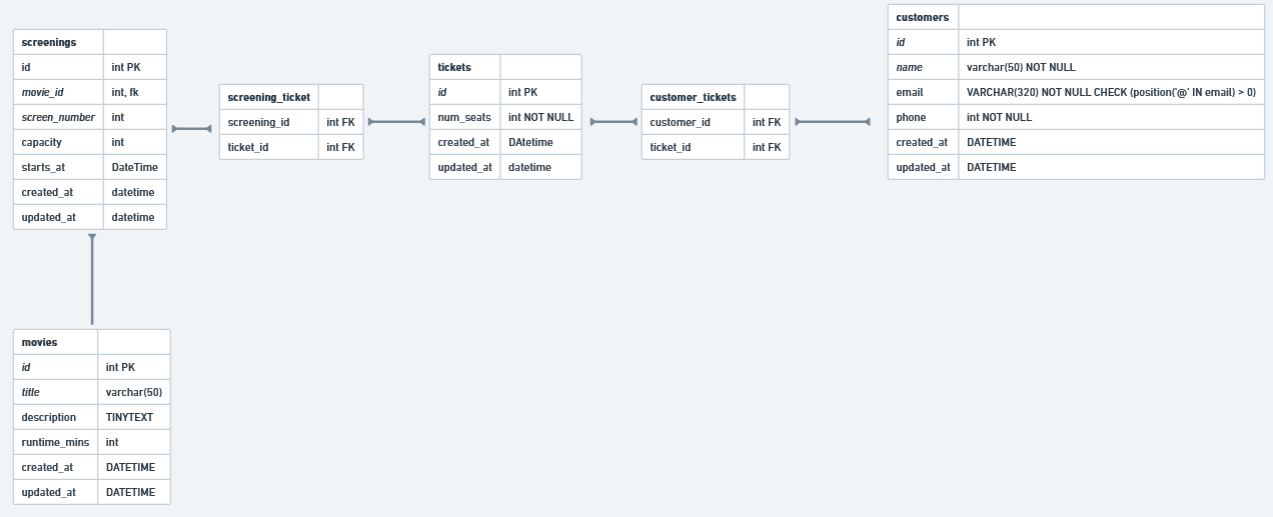 screenings
id int PK
movie_id int, fk
screen_number int
capacity int
starts_at DateTime
created_at datetime
updated_at datetime
screening_ticket
screening_id int FK
ticket_id int FK
tickets
id int PK
num_seats int NOT NULL
created_at DAtetime
updated_at datetime
customer_tickets
customer_id int FK
ticket_id int FK
customers
id int PK
name varchar(50) NOT NULL
email VARCHAR(320) NOT NULL CHECK (position('@' IN email) > 0)
phone int NOT NULL
created_at DATETIME
updated_at DATETIME
movies
id int PK
title varchar(50)
description TINYTEXT
runtime_mins int
created_at DATETIME
updated_at DATETIME